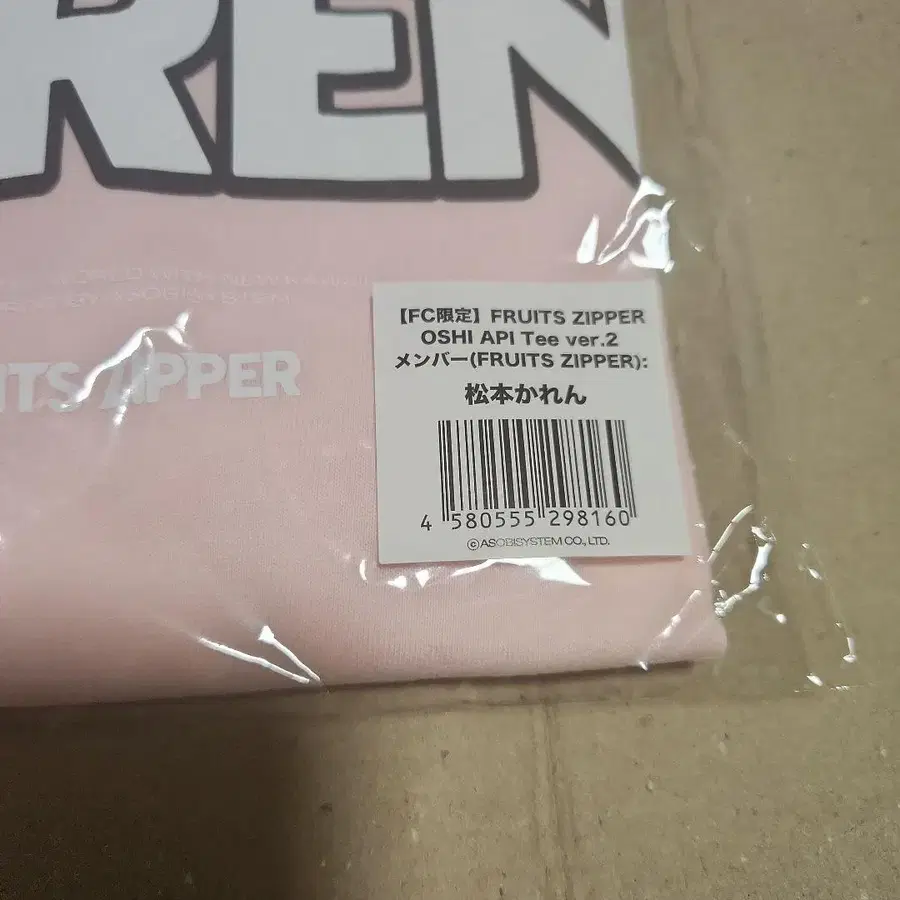 REN
ITS ZIPPER
【FC限定】FRUITS ZIPPER
OSHI API Tee ver.2
メンバー(FRUITS ZIPPER):
松本かれん
4 580555 298160
©ASOBISYSTEM CO., LTD.